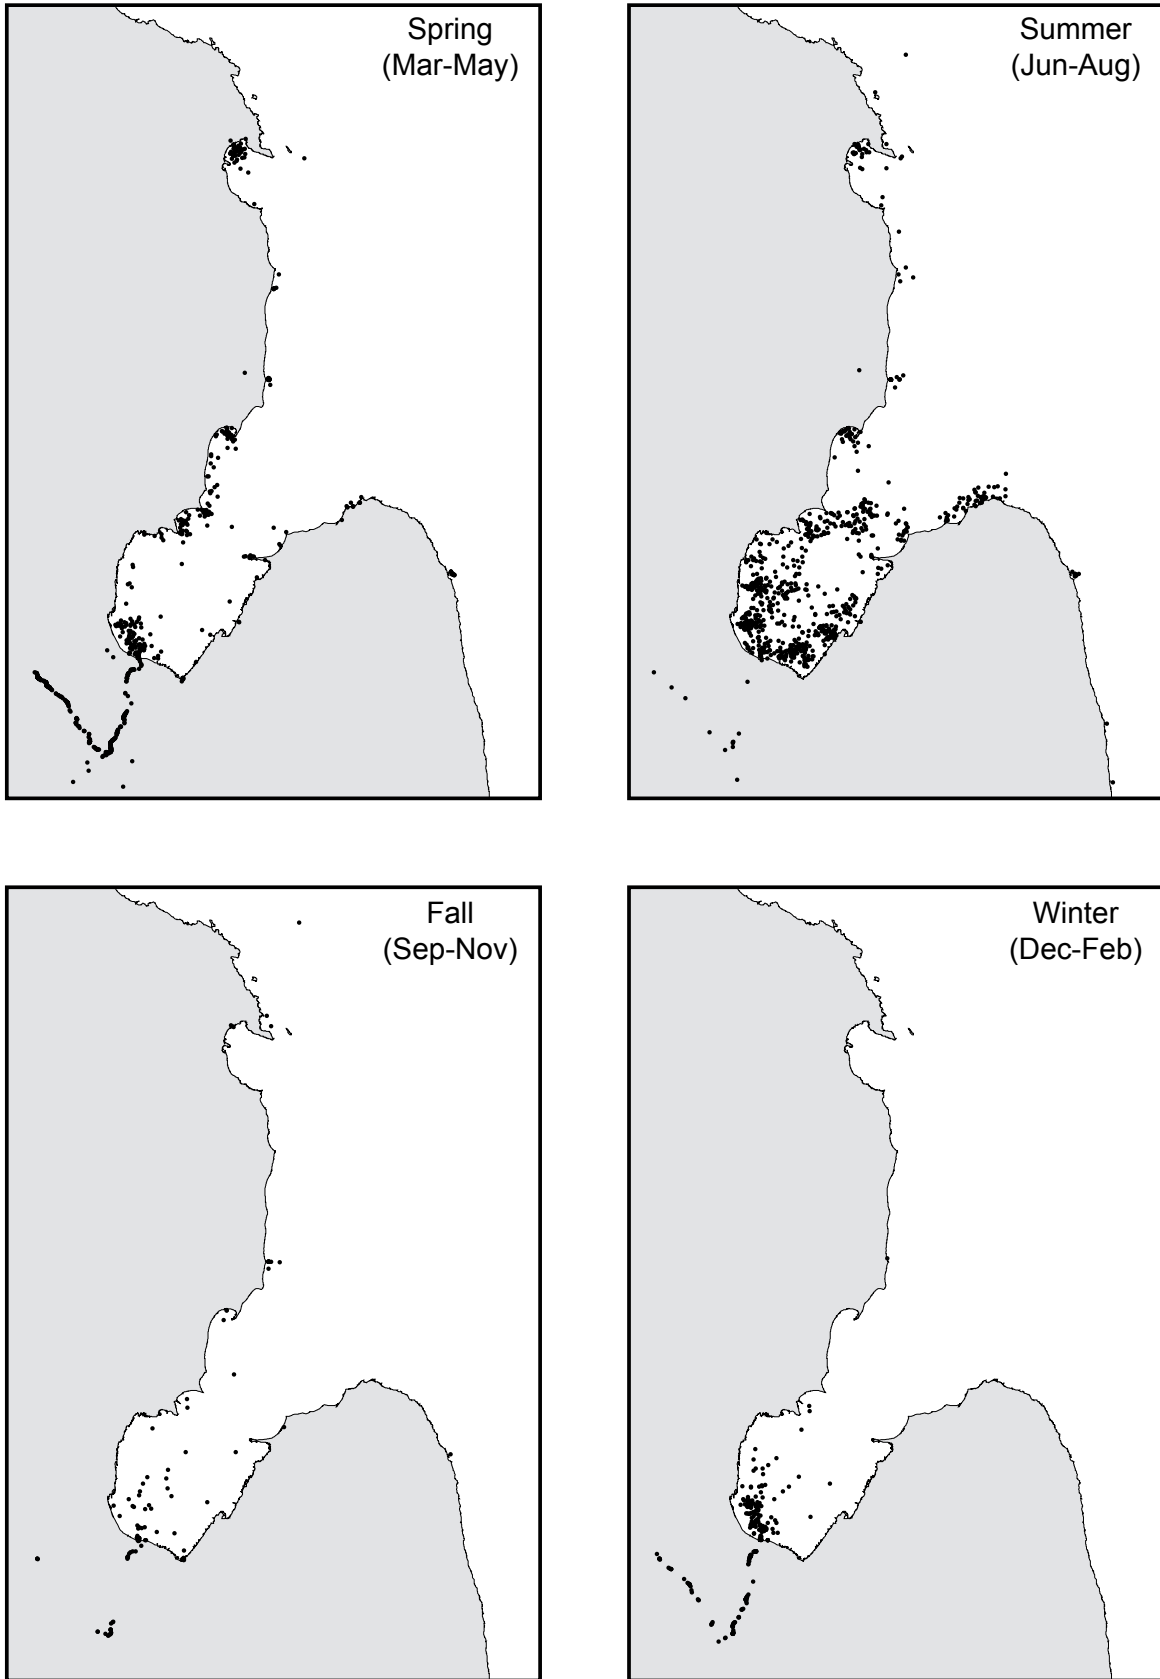 Spring
(Mar-May)
Summer
(Jun-Aug)
Fall
(Sep-Nov)
Winter
(Dec-Feb)